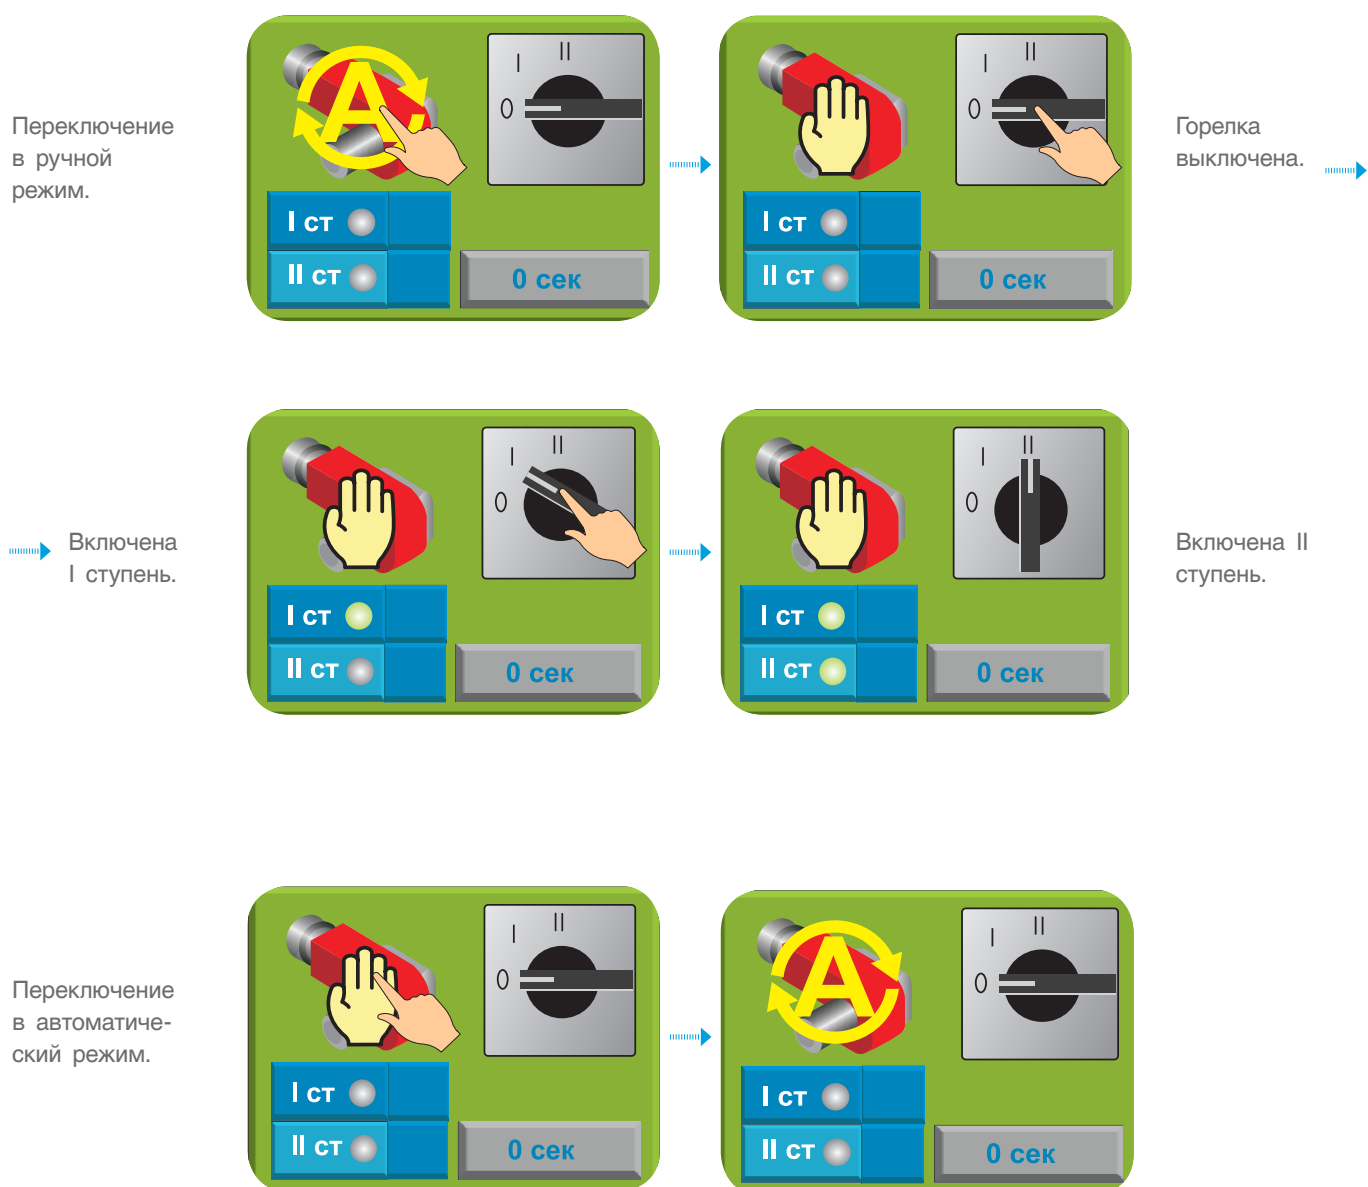 Переключение
в ручной
режим.
A
I
II
0
I ст
II ст
0 сек
I
II
0
I ст
II ст
0 сек
Горелка
выключена.
Включена
I ступень.
I
II
0
I ст
II ст
0 сек
I
II
0
I ст
II ст
0 сек
Включена II
ступень.
Переключение
в автоматиче-
ский режим.
I
II
0
I ст
II ст
0 сек
A
I
II
0
I ст
II ст
0 сек